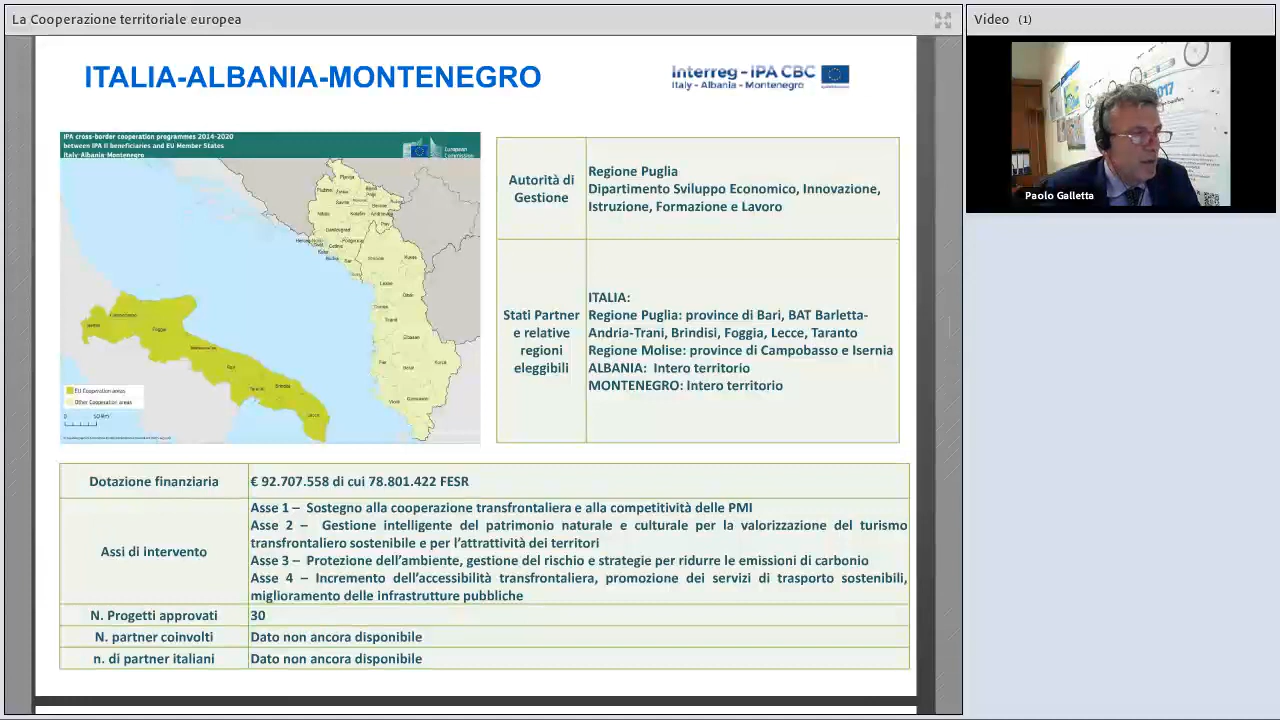 La Cooperazione territoriale europea
Video (1)
ITALIA-ALBANIA-MONTENEGRO
Interreg - IPA CBC
Italy - Albania - Montenegro
Paolo Galletta
2017
IPA cross-border cooperation programmes 2014-2020
between IPA II beneficiaries and EU Member States
Italy-Albania-Montenegro
European
Commission
EU Cooperation areas
Other Cooperation areas
Foggia
Bari
Brindisi
Lecce
Autorità di
Gestione
Regione Puglia
Dipartimento Sviluppo Economico, Innovazione,
Istruzione, Formazione e Lavoro
Stati Partner
e relative
regioni
eleggibili
ITALIA:
Regione Puglia: province di Bari, BAT Barletta-
Andria-Trani, Brindisi, Foggia, Lecce, Taranto
Regione Molise: province di Campobasso e Isernia
ALBANIA: Intero territorio
MONTENEGRO: Intero territorio
Dotazione finanziaria
€ 92.707.558 di cui 78.801.422 FESR
Assi di intervento
Asse 1 – Sostegno alla cooperazione transfrontaliera e alla competitività delle PMI
Asse 2 – Gestione intelligente del patrimonio naturale e culturale per la valorizzazione del turismo
transfrontaliero sostenibile e per l'attrattività dei territori
Asse 3 – Protezione dell'ambiente, gestione del rischio e strategie per ridurre le emissioni di carbonio
Asse 4 – Incremento dell'accessibilità transfrontaliera, promozione dei servizi di trasporto sostenibili,
miglioramento delle infrastrutture pubbliche
N. Progetti approvati
30
N. partner coinvolti
Dato non ancora disponibile
n. di partner italiani
Dato non ancora disponibile